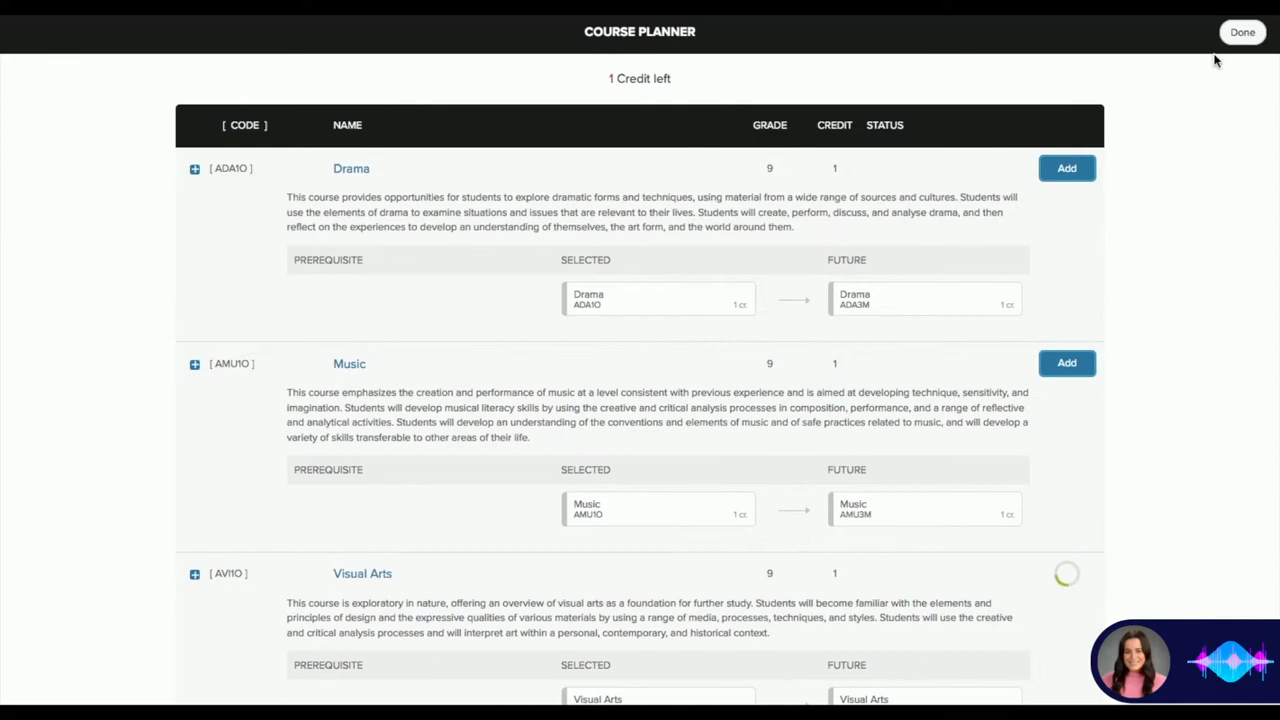 COURSE PLANNER
Done
1 Credit left
[ CODE ] NAME GRADE CREDIT STATUS
[ ADA1O ] Drama 9 1 Add
This course provides opportunities for students to explore dramatic forms and techniques, using material from a wide range of sources and cultures. Students will
use the elements of drama to examine situations and issues that are relevant to their lives. Students will create, perform, discuss, and analyse drama, and then
reflect on the experiences to develop an understanding of themselves, the art form, and the world around them.
PREREQUISITE SELECTED FUTURE
Drama Drama
ADA1O 1 cr. ADA3M 1 cr.
[ AMU1O ] Music 9 1 Add
This course emphasizes the creation and performance of music at a level consistent with previous experience and is aimed at developing technique, sensitivity, and
imagination. Students will develop musical literacy skills by using the creative and critical analysis processes in composition, performance, and a range of reflective
and analytical activities. Students will develop an understanding of the conventions and elements of music and of safe practices related to music, and will develop a
variety of skills transferable to other areas of their life.
PREREQUISITE SELECTED FUTURE
Music Music
AMU1O 1 cr. AMU3M 1 cr.
[ AVI1O ] Visual Arts 9 1
This course is exploratory in nature, offering an overview of visual arts as a foundation for further study. Students will become familiar with the elements and
principles of design and the expressive qualities of various materials by using a range of media, processes, techniques, and styles. Students will use the creative
and critical analysis processes and will interpret art within a personal, contemporary, and historical context.
PREREQUISITE SELECTED FUTURE
Visual Arts Visual Arts